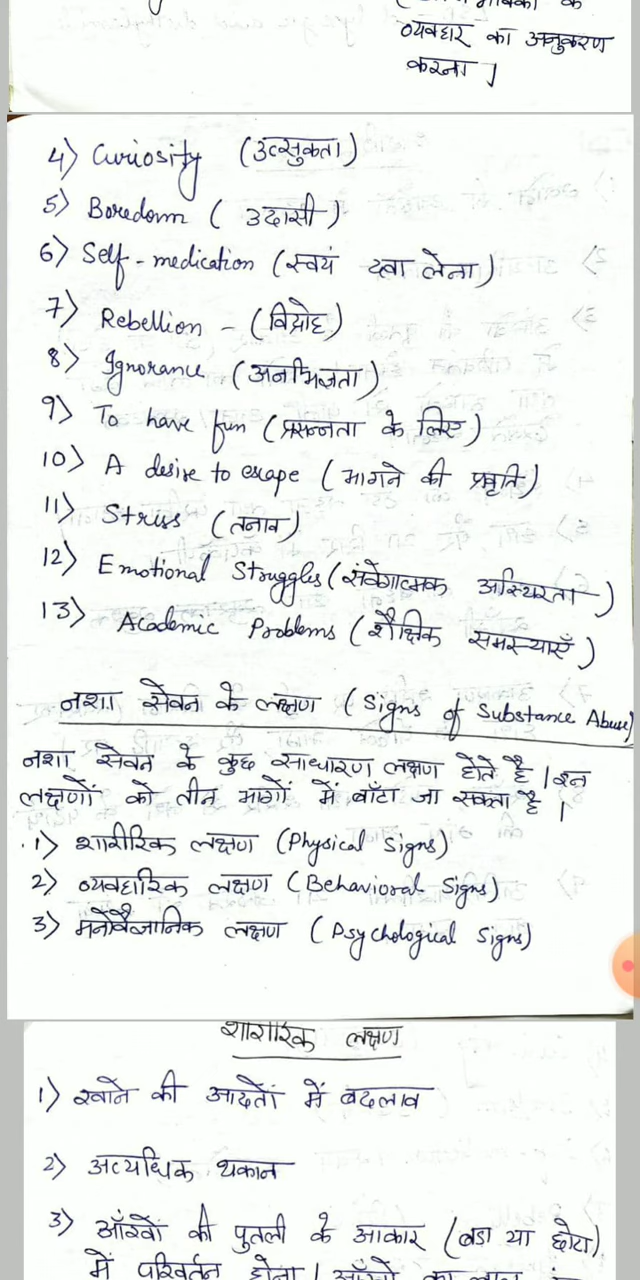 के
व्यवहार का अनुकरण
करना।
4) Curiosity (उत्सुकता)
5) Boredom ( उदासी)
6) Self-medication (स्वयं दवा लेना)
7) Rebellion - (विद्रोह)
8) Ignorance (अनभिज्ञता)
9) To have fun (प्रसन्नता के लिए)
10) A desire to escape (भागने की प्रवृति)
11) Stress (तनाव)
12) Emotional Struggles (संवेगात्मक अस्थिरता)
13) Academic Problems (शैक्षिक समस्याएँ)
नशा सेवन के लक्षण (Signs of Substance Abuse)
नशा सेवन के कुछ साधारण लक्षण होते है। इन
लक्षणों को तीन भागों में बाँटा जा सकता है।
1) शारीरिक लक्षण (Physical Signs)
2) व्यवहारिक लक्षण (Behavioral Signs)
3) मनोवैज्ञानिक लक्षण (Psychological Signs)
शारीरिक लक्षण
1) खाने की आदतों में बदलाव
2) अत्यधिक थकान
3) आँखों की पुतली के आकार (बडा या छोटा)
में परिवर्तन होना। आँखों का लाल